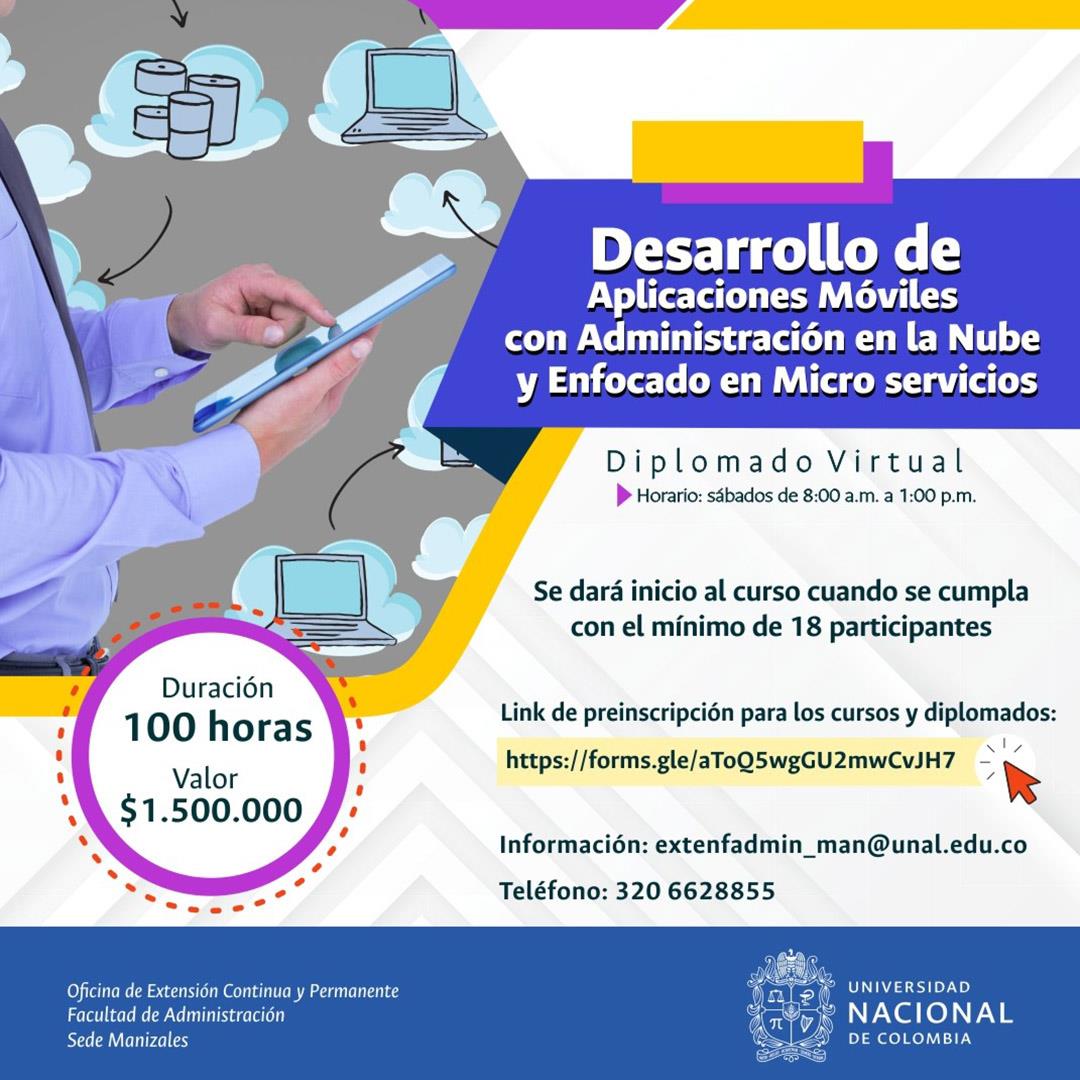 Desarrollo de
Aplicaciones Móviles
con Administración en la Nube
y Enfocado en Micro servicios
Diplomado Virtual
Horario: sábados de 8:00 a.m. a 1:00 p.m.
Se dará inicio al curso cuando se cumpla
con el mínimo de 18 participantes
Duración
100 horas
Valor
$1.500.000
Link de preinscripción para los cursos y diplomados:
https://forms.gle/aToQ5wgGU2mwCvJH7
Información: extenfadmin_man@unal.edu.co
Teléfono: 320 6628855
Oficina de Extensión Continua y Permanente
Facultad de Administración
Sede Manizales
UNIVERSIDAD
NACIONAL
DE COLOMBIA